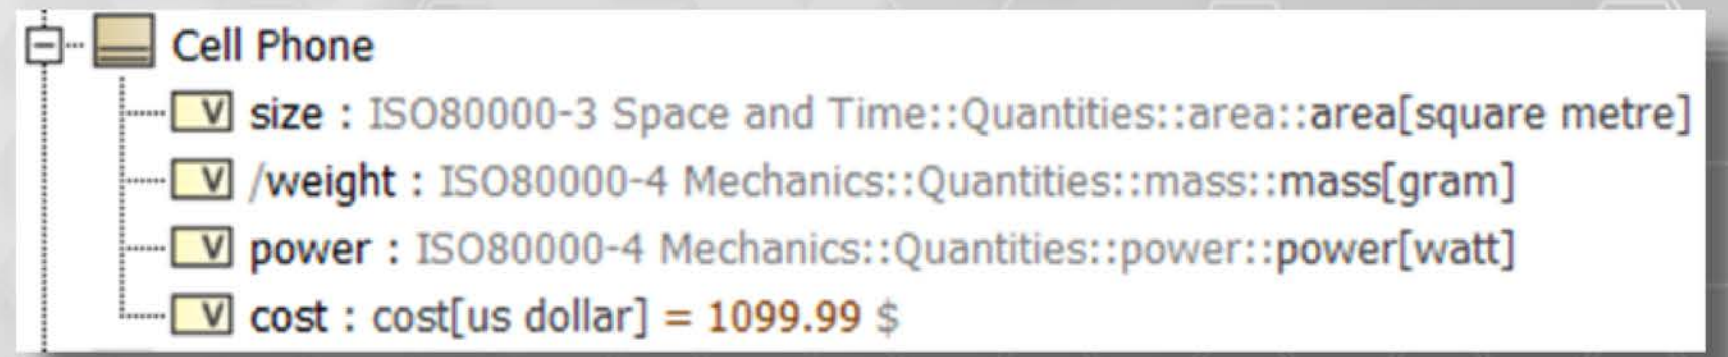 Cell Phone
V size : ISO80000-3 Space and Time::Quantities::area::area[square metre]
V /weight : ISO80000-4 Mechanics::Quantities::mass::mass[gram]
V power : ISO80000-4 Mechanics::Quantities::power::power[watt]
V cost : cost[us dollar] = 1099.99 $